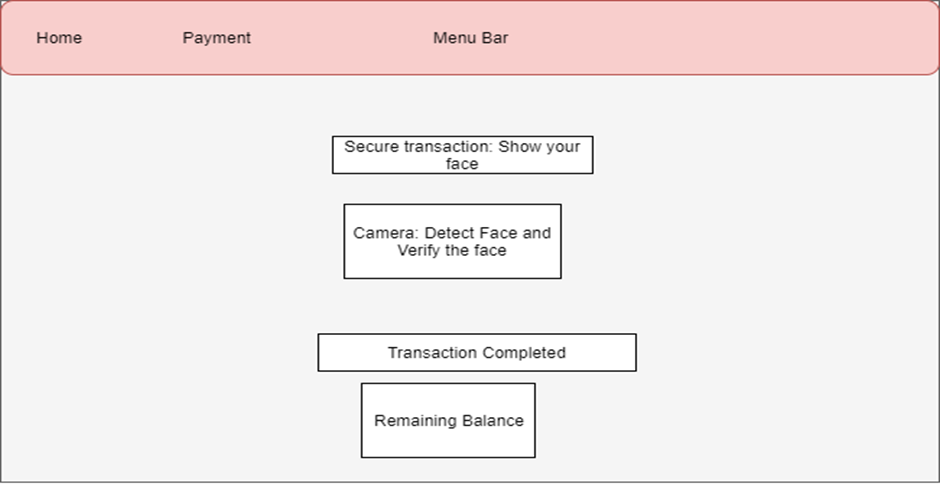 Home
Payment
Menu Bar
Secure transaction: Show your
face
Camera: Detect Face and
Verify the face
Transaction Completed
Remaining Balance